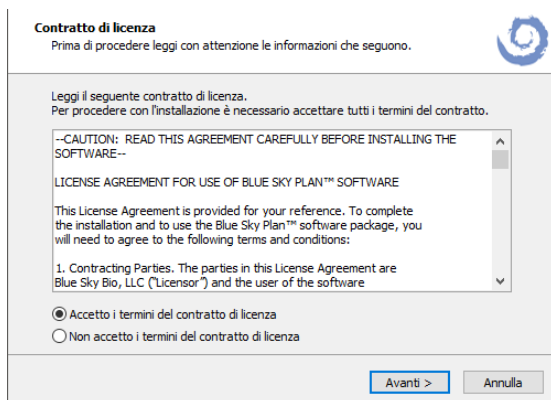 Contratto di licenza
Prima di procedere leggi con attenzione le informazioni che seguono.
Leggi il seguente contratto di licenza.
Per procedere con l'installazione è necessario accettare tutti i termini del contratto.
--CAUTION: READ THIS AGREEMENT CAREFULLY BEFORE INSTALLING THE
SOFTWARE--
LICENSE AGREEMENT FOR USE OF BLUE SKY PLAN™ SOFTWARE
This License Agreement is provided for your reference. To complete
the installation and to use the Blue Sky Plan™ software package, you
will need to agree to the following terms and conditions:
1. Contracting Parties. The parties in this License Agreement are
Blue Sky Bio, LLC ("Licensor") and the user of the software
Accetto i termini del contratto di licenza
Non accetto i termini del contratto di licenza
Avanti > Annulla